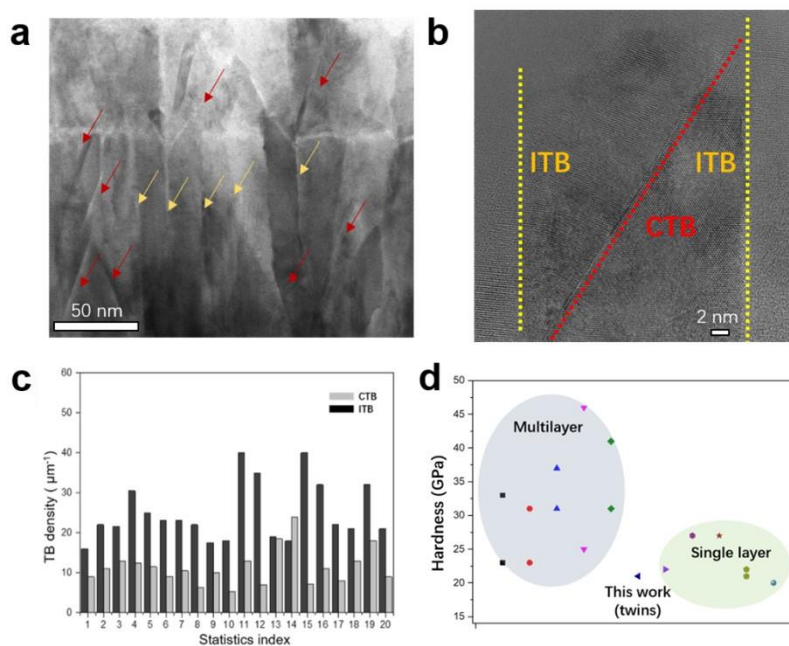 a
50 nm
b
ITB
ITB
CTB
2 nm
c
60
50
40
30
20
10
0
TB density ( μm⁻¹)
CTB
ITB
1 2 3 4 5 6 7 8 9 10 11 12 13 14 15 16 17 18 19 20
Statistics index
d
50
45
40
35
30
25
20
15
Hardness (GPa)
Multilayer
Single layer
This work
(twins)